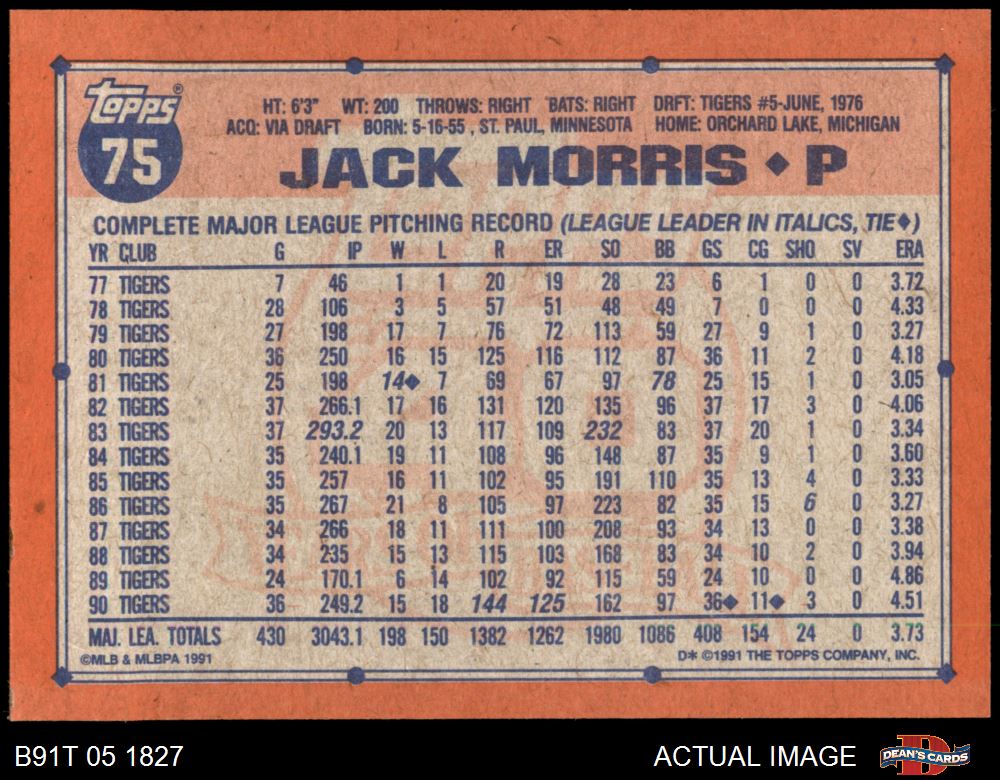 Topps®
75
HT: 6'3" WT: 200 THROWS: RIGHT BATS: RIGHT DRFT: TIGERS #5-JUNE, 1976
ACQ: VIA DRAFT BORN: 5-16-55 , ST. PAUL, MINNESOTA HOME: ORCHARD LAKE, MICHIGAN
JACK MORRIS ♦ P
COMPLETE MAJOR LEAGUE PITCHING RECORD (LEAGUE LEADER IN ITALICS, TIE♦)
YR CLUB G IP W L R ER SO BB GS CG SHO SV ERA
77 TIGERS 7 46 1 1 20 19 28 23 6 1 0 0 3.72
78 TIGERS 28 106 3 5 57 51 48 49 7 0 0 0 4.33
79 TIGERS 27 198 17 7 76 72 113 59 27 9 1 0 3.27
80 TIGERS 36 250 16 15 125 116 112 87 36 11 2 0 4.18
81 TIGERS 25 198 14♦ 7 69 67 97 78 25 15 1 0 3.05
82 TIGERS 37 266.1 17 16 131 120 135 96 37 17 3 0 4.06
83 TIGERS 37 293.2 20 13 117 109 232 83 37 20 1 0 3.34
84 TIGERS 35 240.1 19 11 108 96 148 87 35 9 1 0 3.60
85 TIGERS 35 257 16 11 102 95 191 110 35 13 4 0 3.33
86 TIGERS 35 267 21 8 105 97 223 82 35 15 6 0 3.27
87 TIGERS 34 266 18 11 111 100 208 93 34 13 0 0 3.38
88 TIGERS 34 235 15 13 115 103 168 83 34 10 2 0 3.94
89 TIGERS 24 170.1 6 14 102 92 115 59 24 10 0 0 4.86
90 TIGERS 36 249.2 15 18 144 125 162 97 36♦ 11♦ 3 0 4.51
MAJ. LEA. TOTALS 430 3043.1 198 150 1382 1262 1980 1086 408 154 24 0 3.73
©MLB & MLBPA 1991 D* ©1991 THE TOPPS COMPANY, INC.
B91T 05 1827 ACTUAL IMAGE DEAN'S CARDS